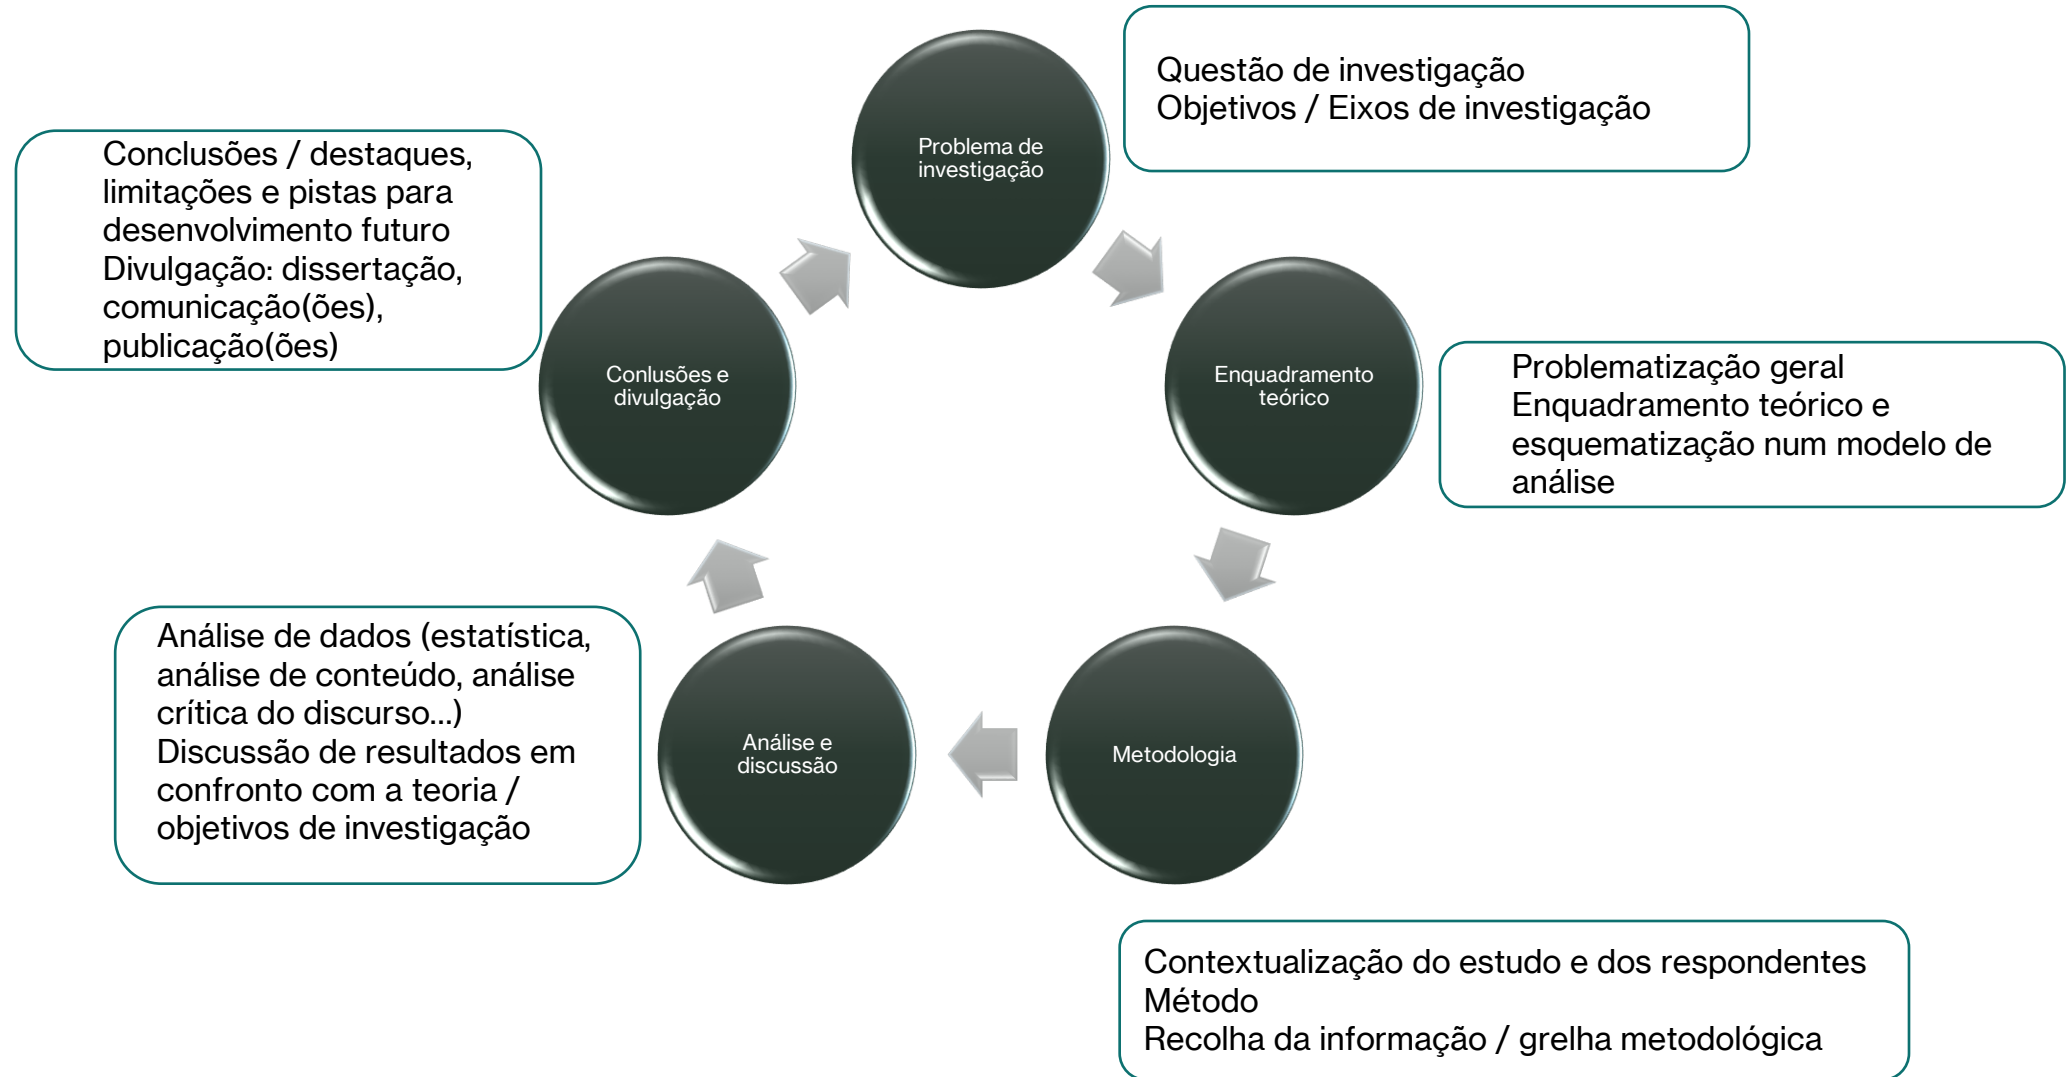 Problema de
investigação
Questão de investigação
Objetivos / Eixos de investigação
Enquadramento
teórico
Problematização geral
Enquadramento teórico e
esquematização num modelo de
análise
Metodologia
Contextualização do estudo e dos respondentes
Método
Recolha da informação / grelha metodológica
Análise e
discussão
Análise de dados (estatística,
análise de conteúdo, análise
crítica do discurso...)
Discussão de resultados em
confronto com a teoria /
objetivos de investigação
Conlusões e
divulgação
Conclusões / destaques,
limitações e pistas para
desenvolvimento futuro
Divulgação: dissertação,
comunicação(ões),
publicação(ões)